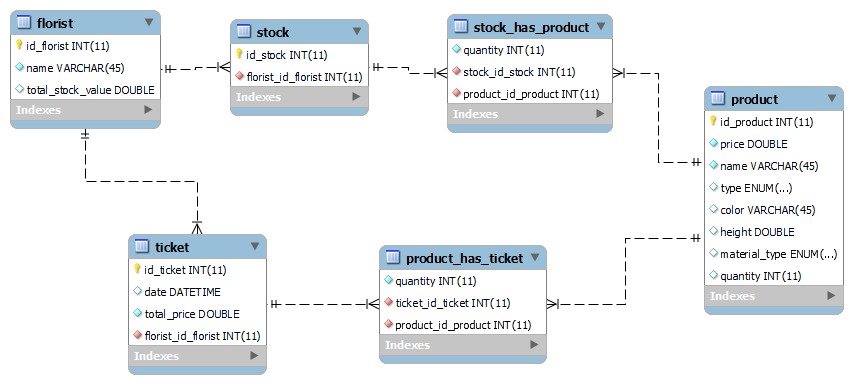 florist
id_florist INT(11)
name VARCHAR(45)
total_stock_value DOUBLE
Indexes
stock
id_stock INT(11)
florist_id_florist INT(11)
Indexes
stock_has_product
quantity INT(11)
stock_id_stock INT(11)
product_id_product INT(11)
Indexes
product
id_product INT(11)
price DOUBLE
name VARCHAR(45)
type ENUM(...)
color VARCHAR(45)
height DOUBLE
material_type ENUM(...)
quantity INT(11)
Indexes
ticket
id_ticket INT(11)
date DATETIME
total_price DOUBLE
florist_id_florist INT(11)
Indexes
product_has_ticket
quantity INT(11)
ticket_id_ticket INT(11)
product_id_product INT(11)
Indexes